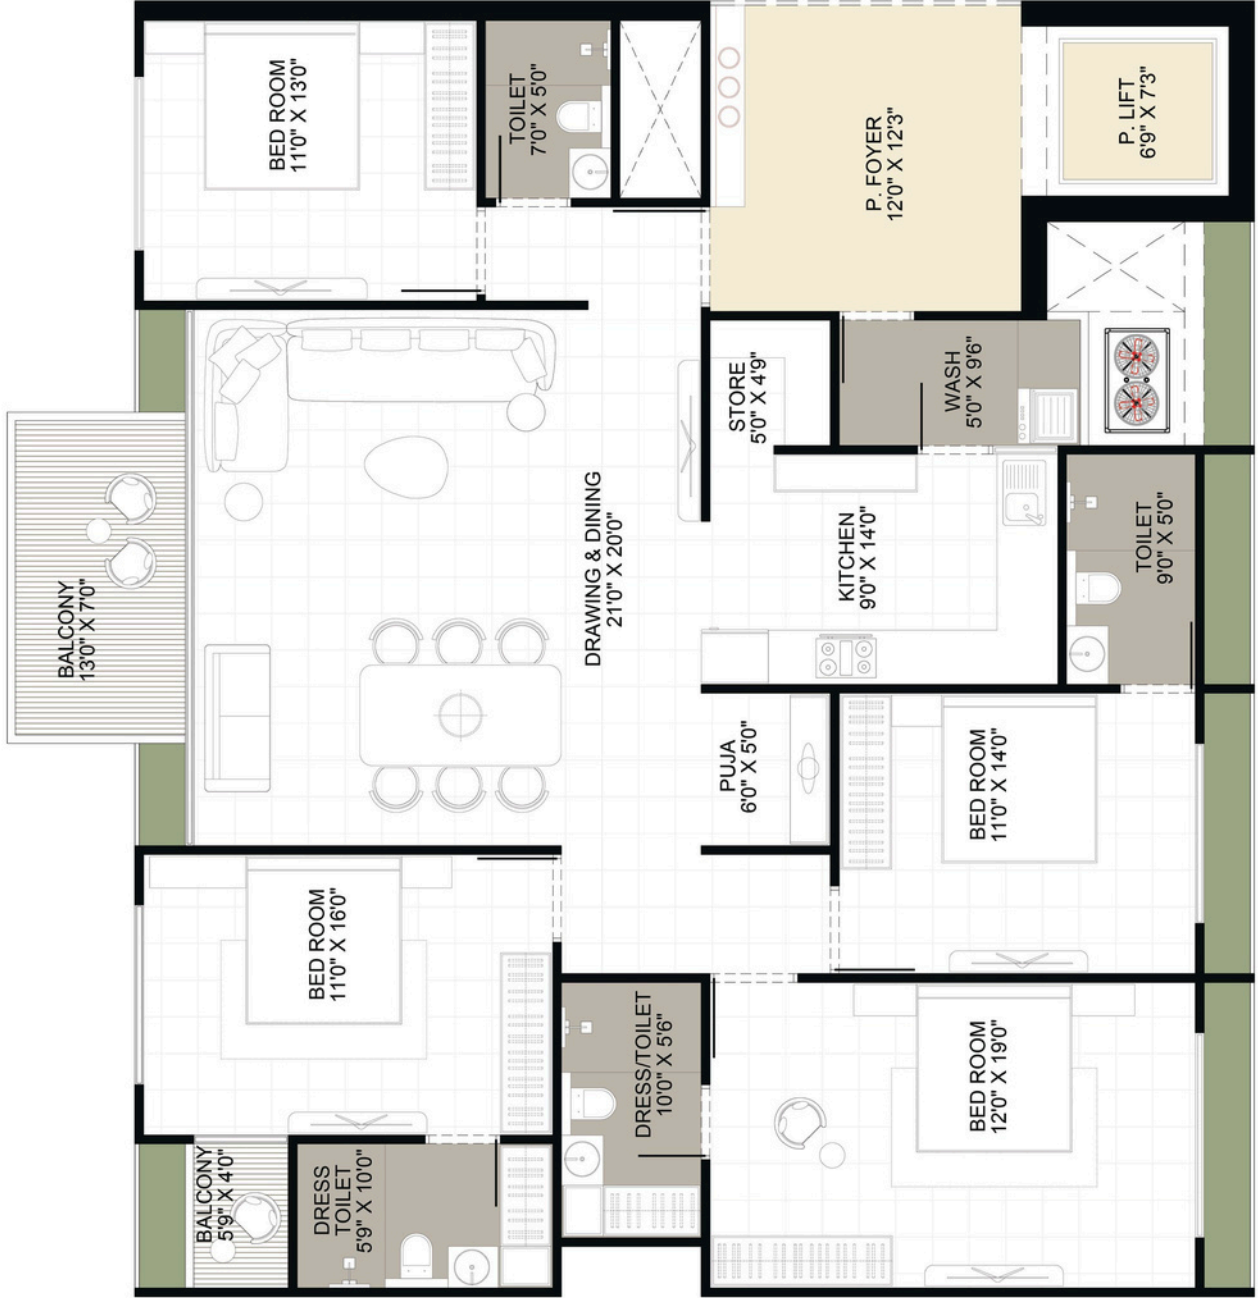 BED ROOM
11'0" X 13'0"
TOILET
7'0" X 5'0"
P. FOYER
12'0" X 12'3"
P. LIFT
6'9" X 7'3"
STORE
5'0" X 4'9"
WASH
5'0" X 9'6"
BALCONY
13'0" X 7'0"
DRAWING & DINING
21'0" X 20'0"
KITCHEN
9'0" X 14'0"
TOILET
9'0" X 5'0"
PUJA
6'0" X 5'0"
BED ROOM
11'0" X 14'0"
BED ROOM
11'0" X 16'0"
DRESS/TOILET
10'0" X 5'6"
BED ROOM
12'0" X 19'0"
BALCONY
5'9" X 4'0"
DRESS
TOILET
5'9" X 10'0"